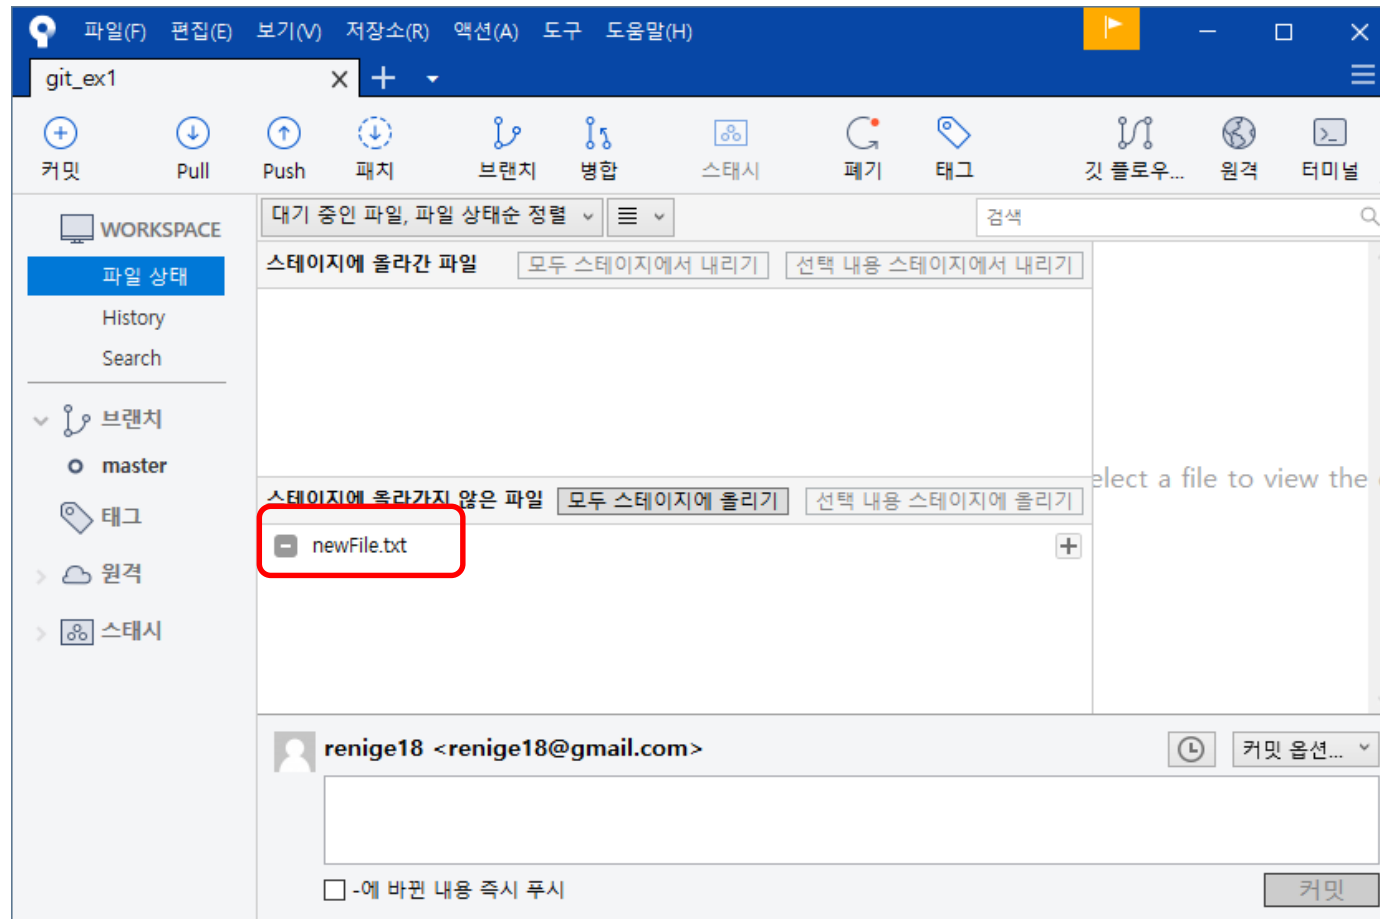 파일(F) 편집(E) 보기(V) 저장소(R) 액션(A) 도구 도움말(H)
git_ex1
커밋 Pull Push 패치 브랜치 병합 스태시 폐기 태그 깃 플로우... 원격 터미널
WORKSPACE
파일 상태
History
Search
브랜치
master
태그
원격
스태시
대기 중인 파일, 파일 상태순 정렬
검색
스테이지에 올라간 파일 모두 스테이지에서 내리기 선택 내용 스테이지에서 내리기
스테이지에 올라가지 않은 파일 모두 스테이지에 올리기 선택 내용 스테이지에 올리기
newFile.txt
elect a file to view the
renige18 <renige18@gmail.com>
커밋 옵션...
-에 바뀐 내용 즉시 푸시
커밋